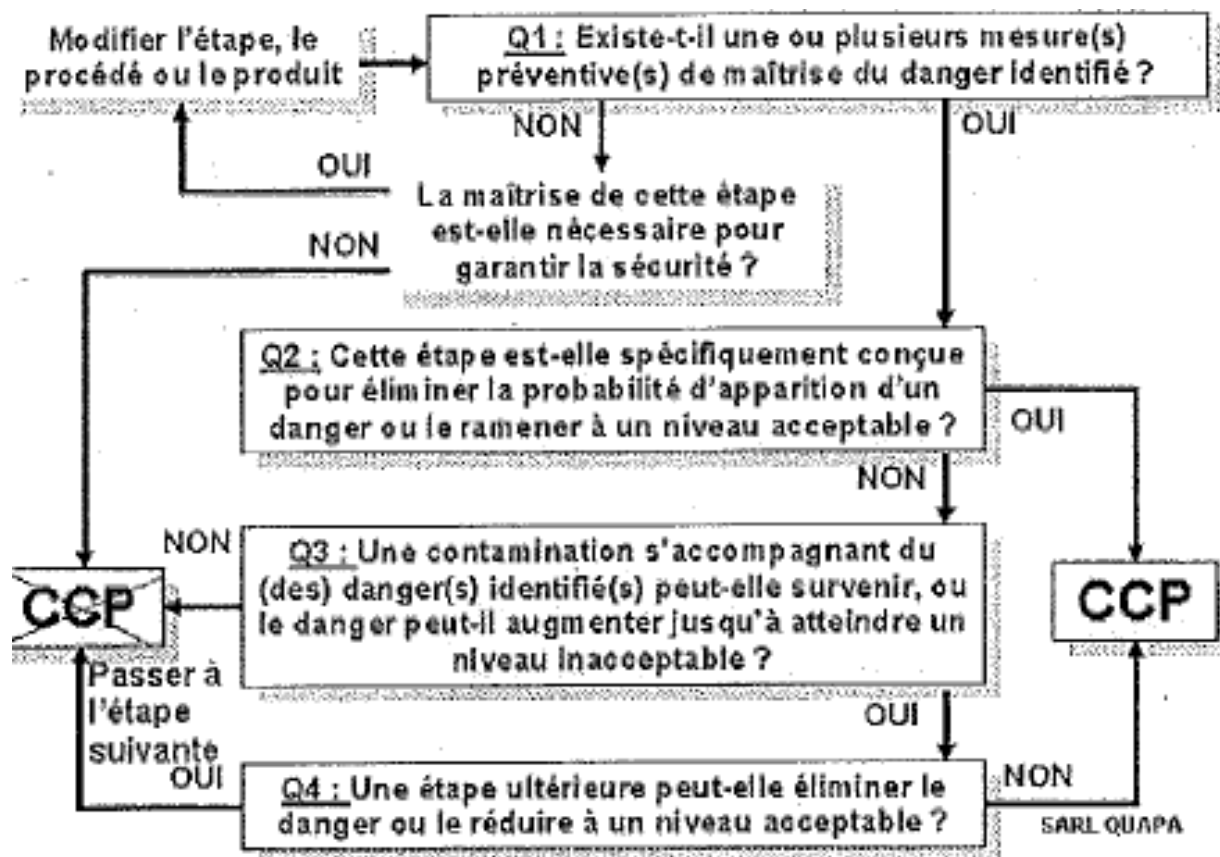 Modifier l'étape, le
procédé ou le produit
Q1 : Existe-t-il une ou plusieurs mesure(s)
préventive(s) de maîtrise du danger identifié ?
NON
OUI
OUI
La maîtrise de cette étape
est-elle nécessaire pour
garantir la sécurité ?
NON
Q2 : Cette étape est-elle spécifiquement conçue
pour éliminer la probabilité d'apparition d'un
danger ou le ramener à un niveau acceptable ?
OUI
NON
NON
Q3 : Une contamination s'accompagnant du
(des) danger(s) identifié(s) peut-elle survenir, ou
le danger peut-il augmenter jusqu'à atteindre un
niveau inacceptable ?
CCP
CCP
Passer à
l'étape
suivante
OUI
OUI
Q4 : Une étape ultérieure peut-elle éliminer le
danger ou le réduire à un niveau acceptable ?
NON
SARL QUAPA